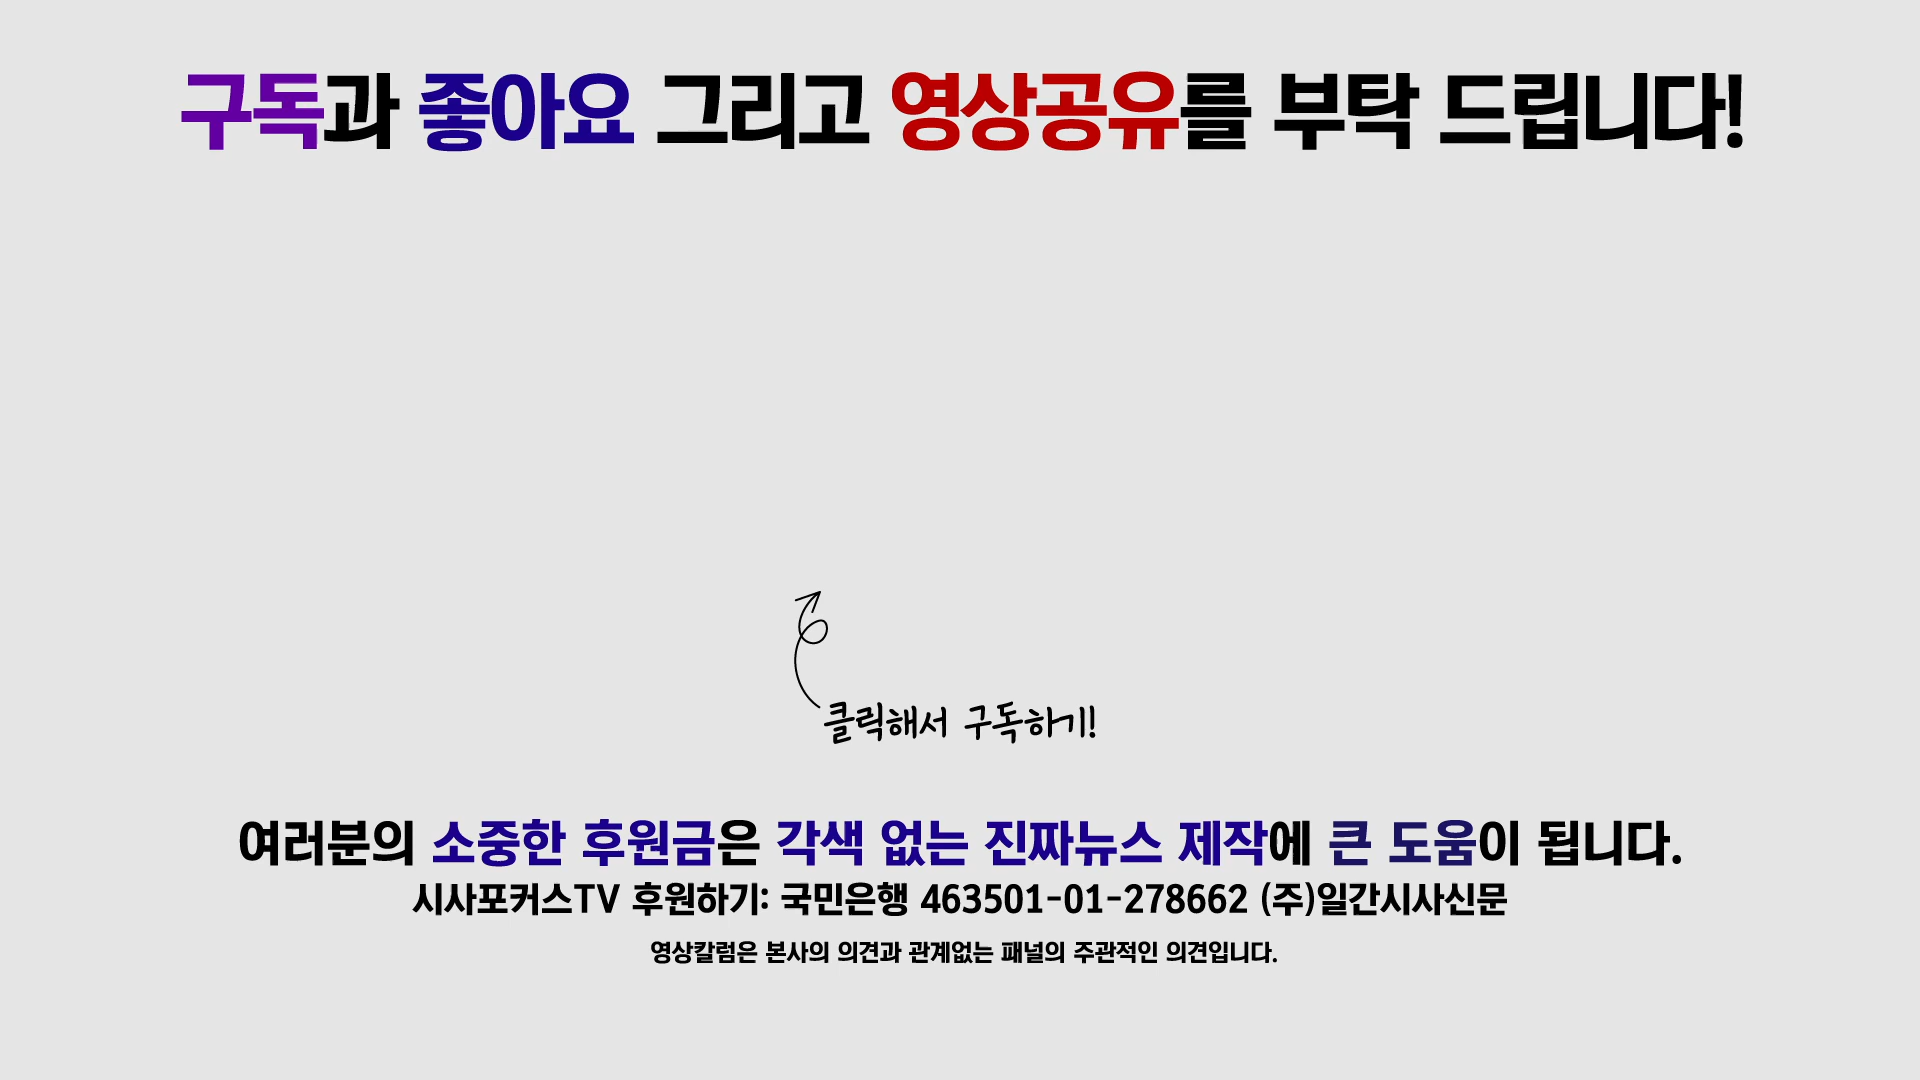 구독과 좋아요 그리고 영상공유를 부탁 드립니다!
클릭해서 구독하기!
여러분의 소중한 후원금은 각색 없는 진짜뉴스 제작에 큰 도움이 됩니다.
시사포커스TV 후원하기: 국민은행 463501-01-278662 (주)일간시사신문
영상칼럼은 본사의 의견과 관계없는 패널의 주관적인 의견입니다.